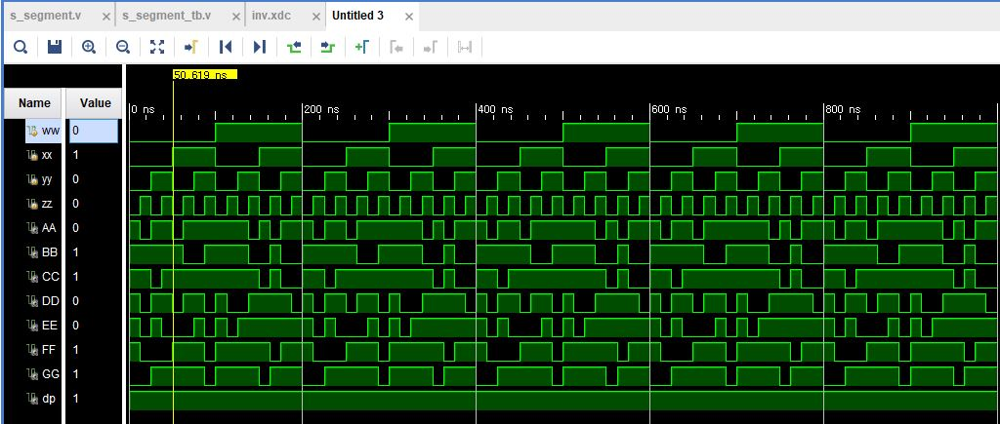 s_segment.v
s_segment_tb.v
inv.xdc
Untitled 3
50.619 ns
Name Value
0 ns 200 ns 400 ns 600 ns 800 ns
ww 0
xx 1
yy 0
zz 0
AA 0
BB 1
CC 1
DD 0
EE 0
FF 1
GG 1
dp 1